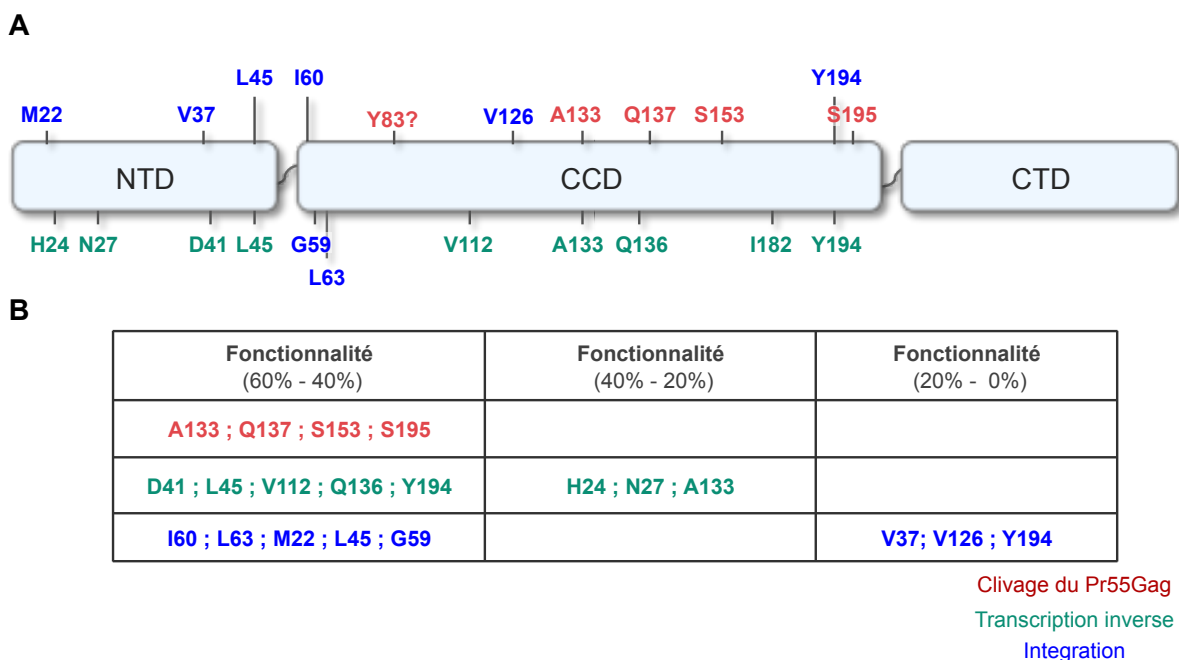 A
L45 I60 Y194
M22 V37 Y83? V126 A133 Q137 S153 S195
NTD CCD CTD
H24 N27 D41 L45 G59 V112 A133 Q136 I182 Y194
L63
B
Fonctionnalité Fonctionnalité Fonctionnalité
(60% - 40%) (40% - 20%) (20% - 0%)
A133 ; Q137 ; S153 ; S195
D41 ; L45 ; V112 ; Q136 ; Y194 H24 ; N27 ; A133
I60 ; L63 ; M22 ; L45 ; G59 V37; V126 ; Y194
Clivage du Pr55Gag
Transcription inverse
Integration